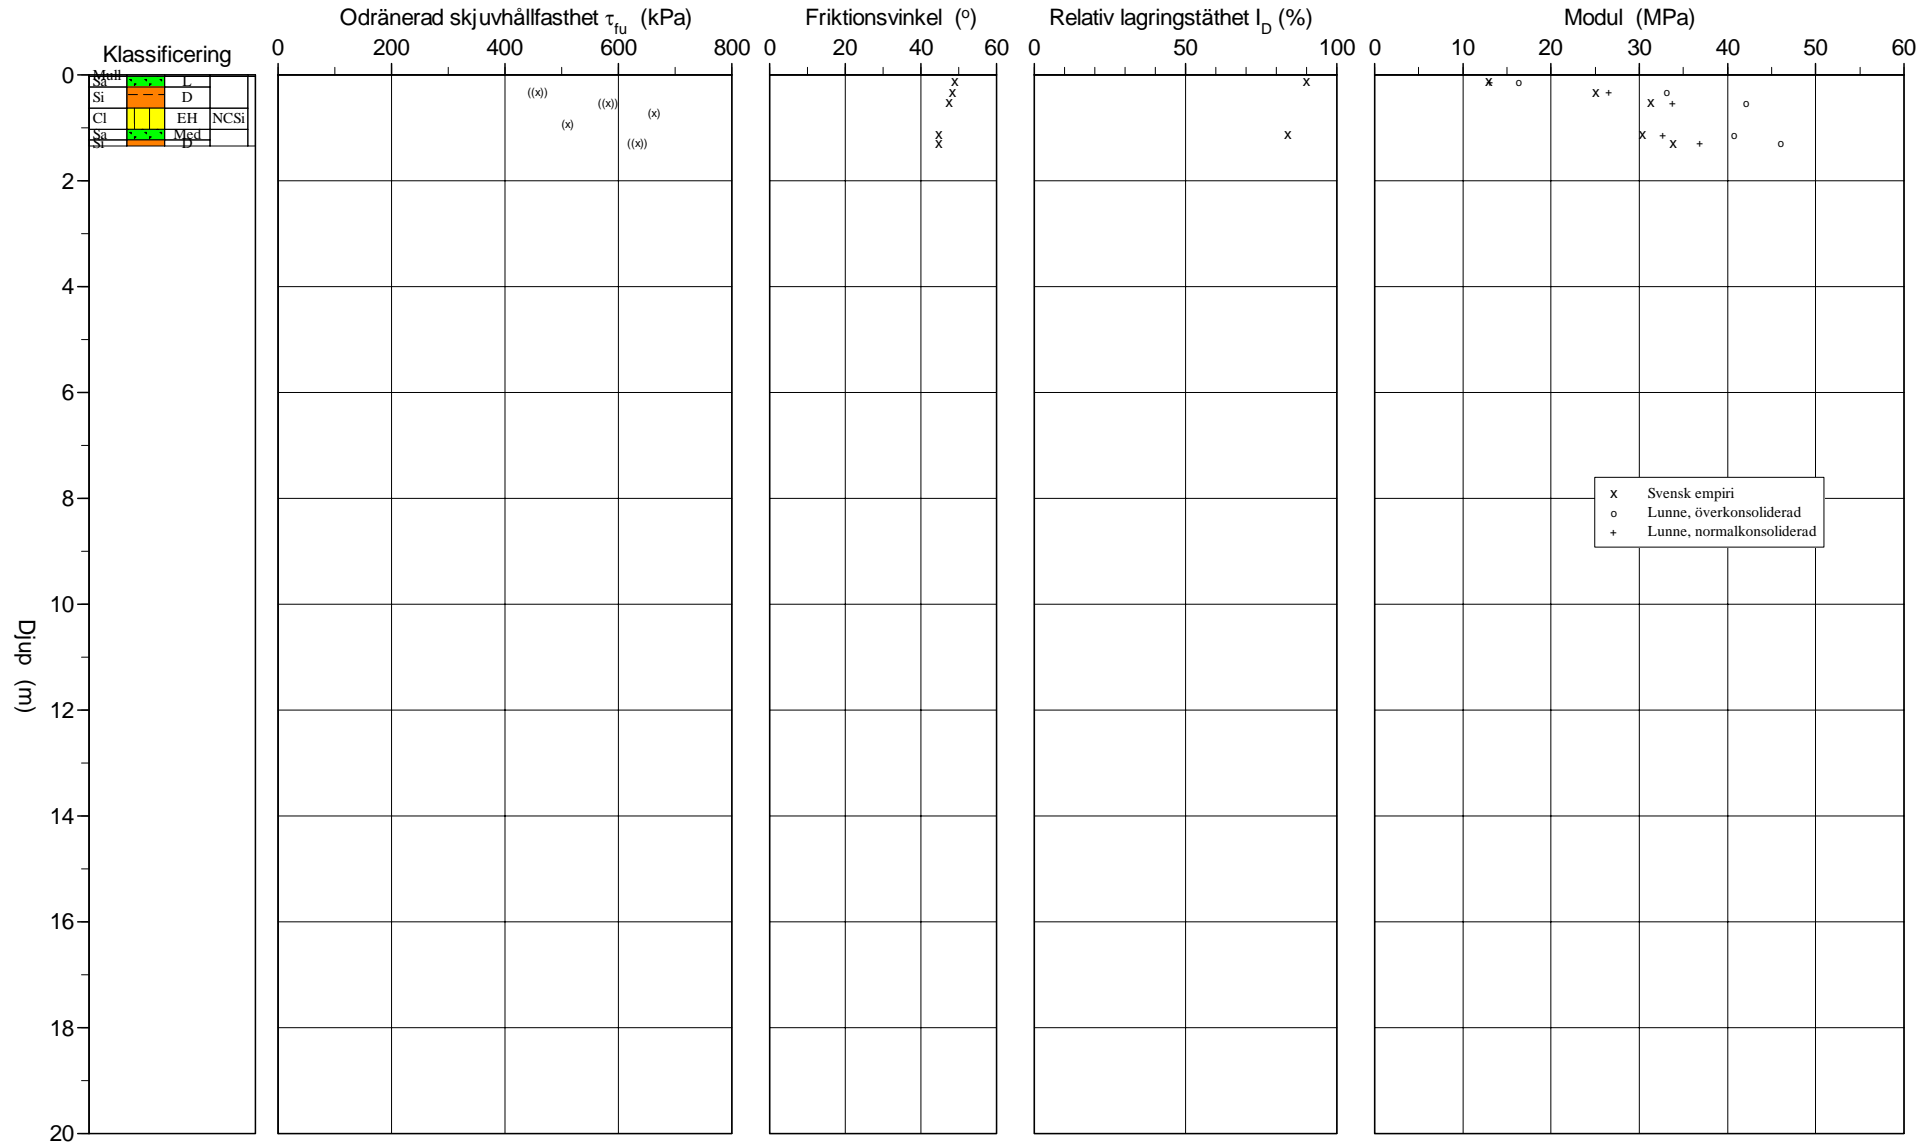 Odränerad skjuvhållfasthet τfu (kPa)
Friktionsvinkel (o)
Relativ lagringstäthet ID (%)
Modul (MPa)
Klassificering
0 200 400 600 800
0 20 40 60
0 50 100
0 10 20 30 40 50 60
0
Mull
Sa L
Si D
Cl EH NCSi
Sa Med
Si D
((x))
((x))
(x)
(x)
((x))
2
4
6
8
10
12
14
16
18
20
Djup (m)
x Svensk empiri
o Lunne, överkonsoliderad
+ Lunne, normalkonsoliderad